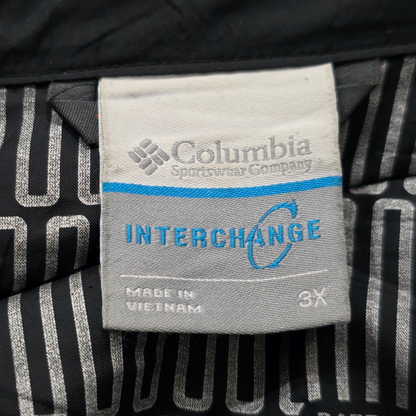 Columbia
Sportswear Company
INTERCHANGE
MADE IN
VIETNAM
3X